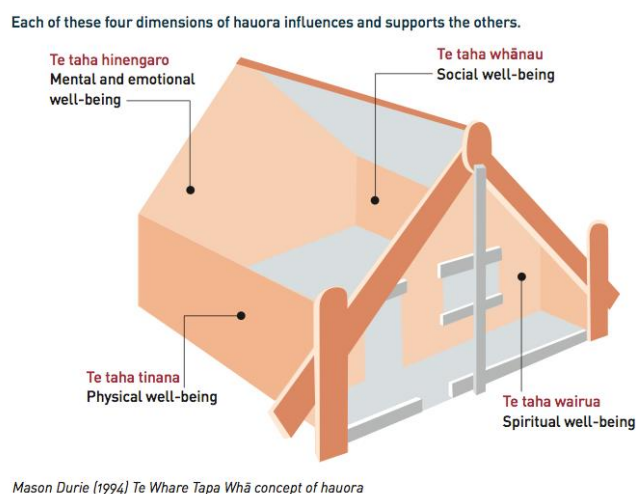 Each of these four dimensions of hauora influences and supports the others.
Te taha hinengaro
Mental and emotional
well-being
Te taha whānau
Social well-being
Te taha tinana
Physical well-being
Te taha wairua
Spiritual well-being
Mason Durie (1994) Te Whare Tapa Whā concept of hauora